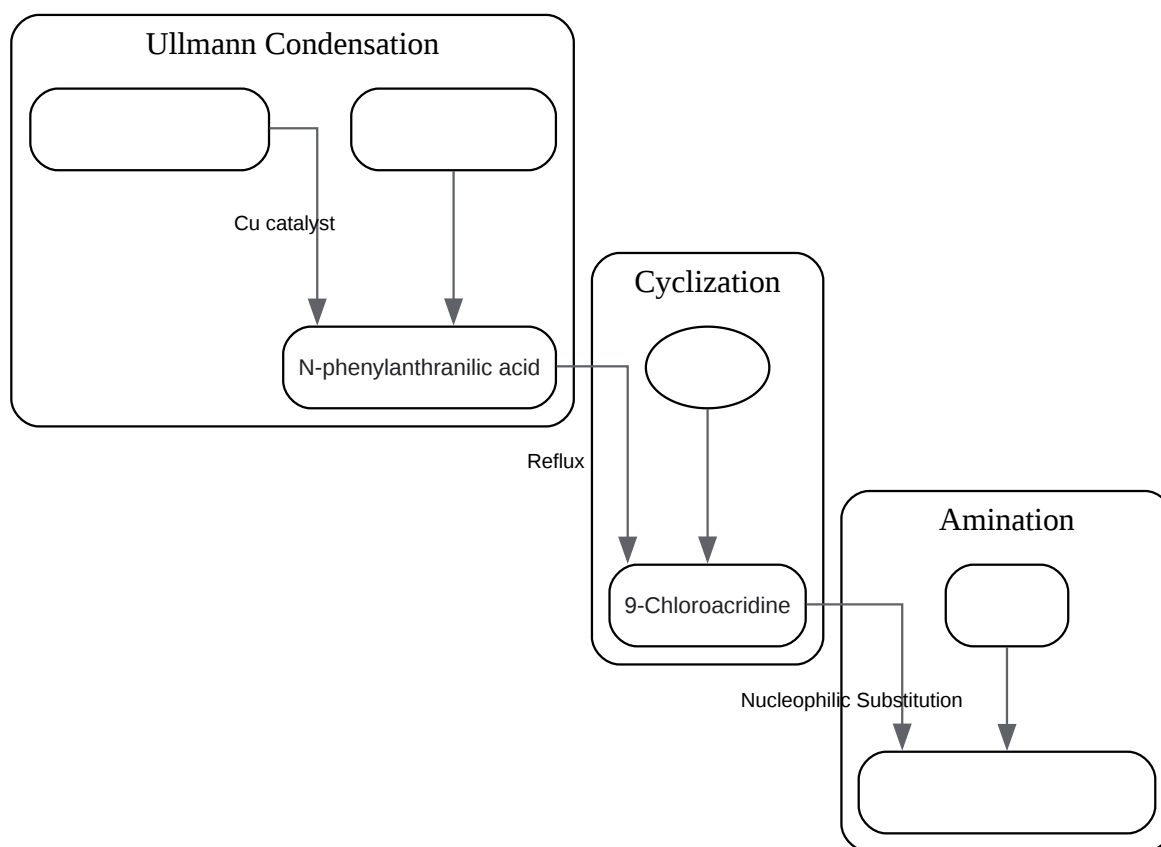 Ullmann Condensation
Cu catalyst
N-phenylanthranilic acid
Cyclization
Reflux
9-Chloroacridine
Amination
Nucleophilic Substitution